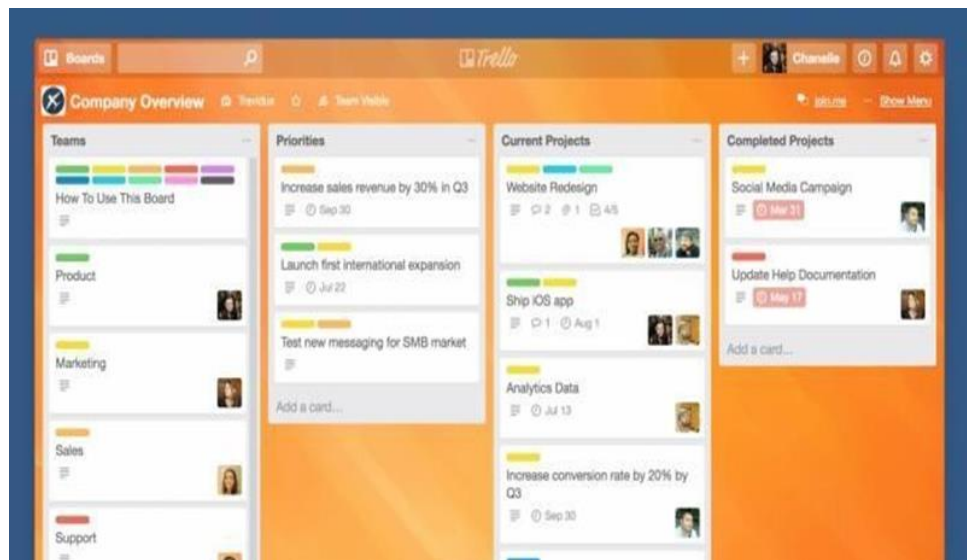 Boards
Trello
Chanelle
Company Overview
Team Visible
join.me
Show Menu
Teams
How To Use This Board
Product
Marketing
Sales
Support
Priorities
Increase sales revenue by 30% in Q3
Sep 30
Launch first international expansion
Jul 22
Test new messaging for SMB market
Add a card...
Current Projects
Website Redesign
2 1 4/5
Ship iOS app
1 Aug 1
Analytics Data
Jul 13
Increase conversion rate by 20% by
Q3
Sep 30
Completed Projects
Social Media Campaign
Mar 31
Update Help Documentation
May 17
Add a card...